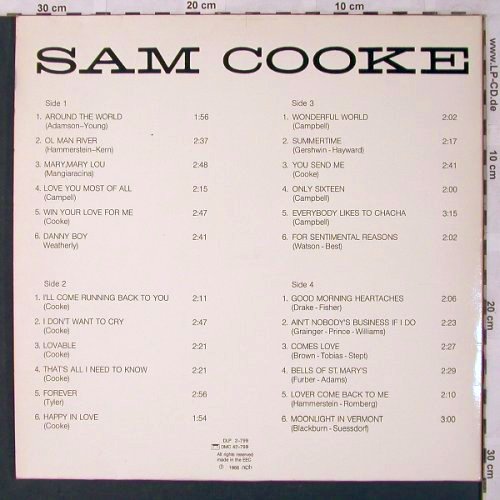 30 cm
20 cm
10 cm
www.LP-CD.de
SAM COOKE
Side 1
1. AROUND THE WORLD 1:56
(Adamson-Young)
2. OL MAN RIVER 2:37
(Hammerstein-Kern)
3. MARY,MARY LOU 2:48
(Mangiaracina)
4. LOVE YOU MOST OF ALL 2:15
(Campell)
5. WIN YOUR LOVE FOR ME 2:47
(Cooke)
6. DANNY BOY 2:41
Weatherly)
Side 3
1. WONDERFUL WORLD 2:02
(Campbell)
2. SUMMERTIME 2:17
(Gershwin - Hayward)
3. YOU SEND ME 2:41
(Cooke)
4. ONLY SIXTEEN 2:00
(Campbell)
5. EVERYBODY LIKES TO CHACHA 3:15
(Campbell)
6. FOR SENTIMENTAL REASONS 2:02
(Watson - Best)
10 cm
Side 2
1. I'LL COME RUNNING BACK TO YOU 2:11
(Cooke)
2. I DON'T WANT TO CRY 2:47
(Cooke)
3. LOVABLE 2:21
(Cooke)
4. THAT'S ALL I NEED TO KNOW 2:21
(Cooke)
5. FOREVER 2:56
(Tyler)
6. HAPPY IN LOVE 1:54
(Cooke)
Side 4
1. GOOD MORNING HEARTACHES 2:06
(Drake - Fisher)
2. AIN'T NOBODY'S BUSINESS IF I DO 2:23
(Grainger - Prince - Williams)
3. COMES LOVE 2:27
(Brown - Tobias - Stept)
4. BELLS OF ST. MARY'S 2:29
(Furber - Adams)
5. LOVER COME BACK TO ME 2:10
(Hammerstein - Romberg)
6. MOONLIGHT IN VERMONT 3:00
(Blackburn - Suessdorf)
20 cm
30 cm
DLP 2-799
DMC 42-799
All rights reserved
made in the EEC
℗ 1986